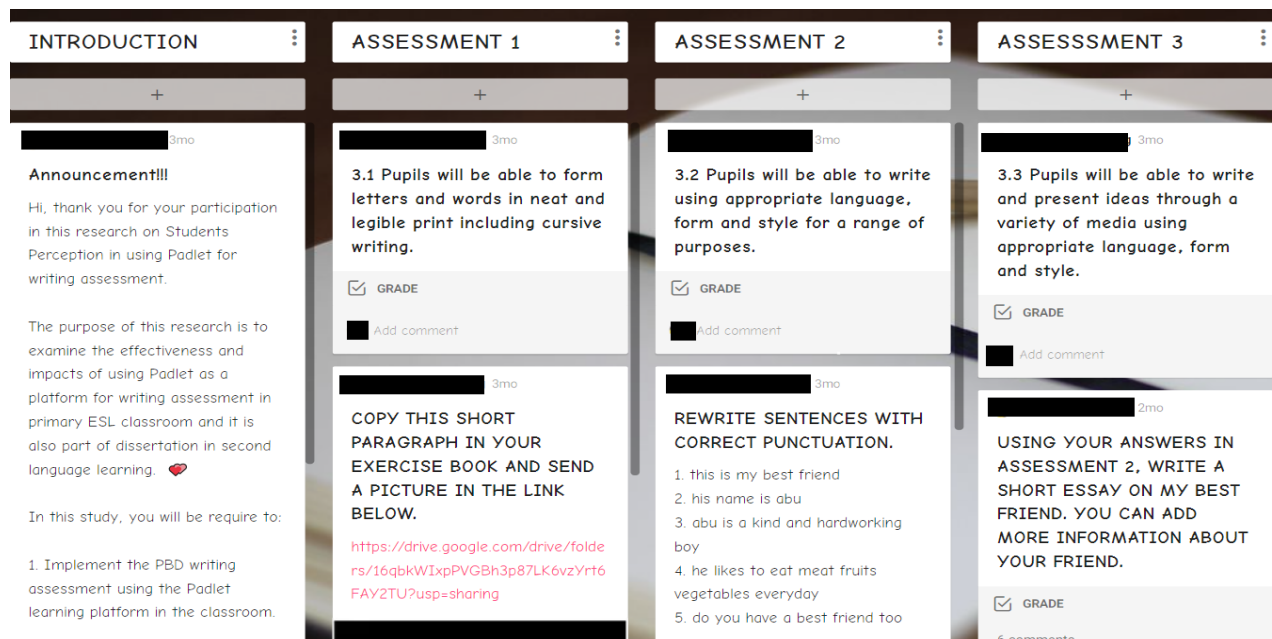 INTRODUCTION
+
3mo
Announcement!!!
Hi, thank you for your participation
in this research on Students
Perception in using Padlet for
writing assessment.
The purpose of this research is to
examine the effectiveness and
impacts of using Padlet as a
platform for writing assessment in
primary ESL classroom and it is
also part of dissertation in second
language learning.
In this study, you will be require to:
1. Implement the PBD writing
assessment using the Padlet
learning platform in the classroom.
ASSESSMENT 1
+
3mo
3.1 Pupils will be able to form
letters and words in neat and
legible print including cursive
writing.
GRADE
Add comment
3mo
COPY THIS SHORT
PARAGRAPH IN YOUR
EXERCISE BOOK AND SEND
A PICTURE IN THE LINK
BELOW.
https://drive.google.com/drive/folde
rs/16qbkWIxpPVGBh3p87LK6vzYrt6
FAY2TU?usp=sharing
ASSESSMENT 2
+
3mo
3.2 Pupils will be able to write
using appropriate language,
form and style for a range of
purposes.
GRADE
Add comment
3mo
REWRITE SENTENCES WITH
CORRECT PUNCTUATION.
1. this is my best friend
2. his name is abu
3. abu is a kind and hardworking
boy
4. he likes to eat meat fruits
vegetables everyday
5. do you have a best friend too
ASSESSSMENT 3
+
3mo
3.3 Pupils will be able to write
and present ideas through a
variety of media using
appropriate language, form
and style.
GRADE
Add comment
2mo
USING YOUR ANSWERS IN
ASSESSMENT 2, WRITE A
SHORT ESSAY ON MY BEST
FRIEND. YOU CAN ADD
MORE INFORMATION ABOUT
YOUR FRIEND.
GRADE
6 comments